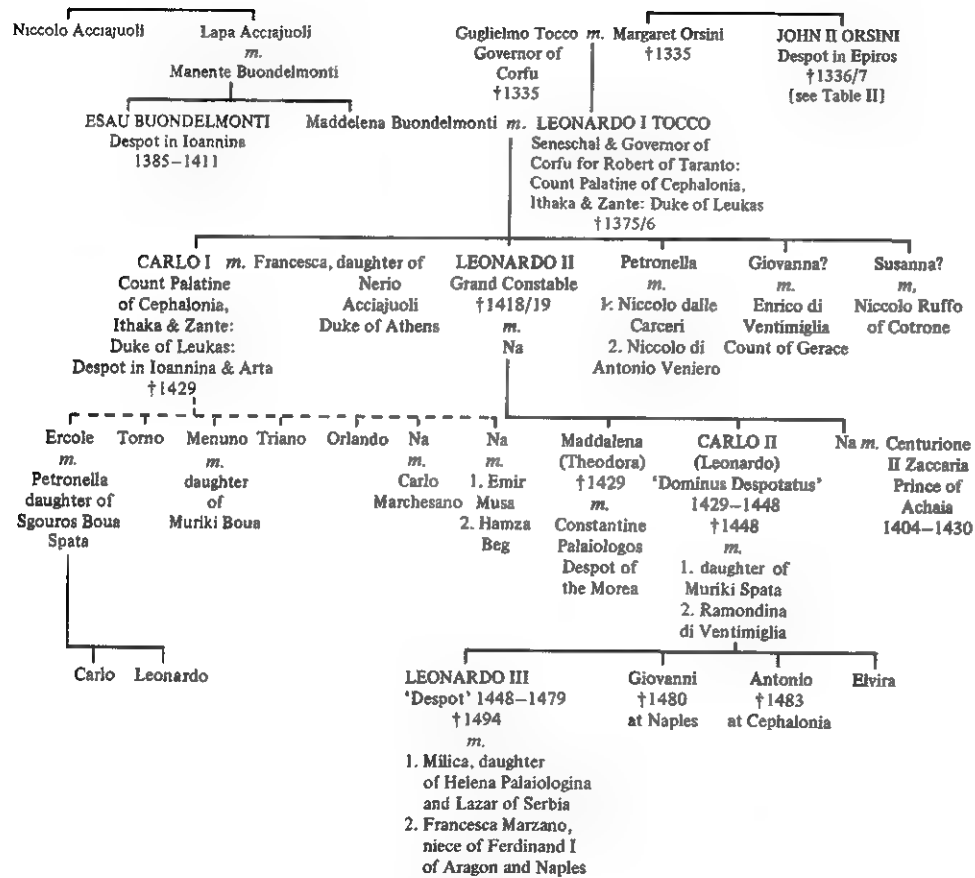 Niccolo Acciajuoli
Lapa Acciajuoli
m.
Manente Buondelmonti
Guglielmo Tocco m. Margaret Orsini
Governor of
Corfu
†1335
†1335
JOHN II ORSINI
Despot in Epiros
†1336/7
[see Table II]
ESAU BUONDELMONTI
Despot in Ioannina
1385–1411
Maddelena Buondelmonti m. LEONARDO I TOCCO
Seneschal & Governor of
Corfu for Robert of Taranto:
Count Palatine of Cephalonia,
Ithaka & Zante: Duke of Leukas
†1375/6
CARLO I m. Francesca, daughter of
Count Palatine
of Cephalonia,
Ithaka & Zante:
Duke of Leukas:
Despot in Ioannina & Arta
†1429
Nerio
Acciajuoli
Duke of Athens
LEONARDO II
Grand Constable
†1418/19
m.
Na
Petronella
m.
1. Niccolo dalle
Carceri
2. Niccolo di
Antonio Veniero
Giovanna?
m.
Enrico di
Ventimiglia
Count of Gerace
Susanna?
m,
Niccolo Ruffo
of Cotrone
Ercole
m.
Petronella
daughter of
Sgouros Boua
Spata
Torno
Menuno
m.
daughter
of
Muriki Boua
Triano
Orlando
Na
m.
Carlo
Marchesano
Na
m.
1. Emir
Musa
2. Hamza
Beg
Maddalena
(Theodora)
†1429
m.
Constantine
Palaiologos
Despot of
the Morea
CARLO II
(Leonardo)
'Dominus Despotatus'
1429–1448
†1448
m.
1. daughter of
Muriki Spata
2. Ramondina
di Ventimiglia
Na m. Centurione
II Zaccaria
Prince of
Achaia
1404–1430
Carlo
Leonardo
LEONARDO III
'Despot' 1448–1479
†1494
m.
1. Milica, daughter
of Helena Palaiologina
and Lazar of Serbia
2. Francesca Marzano,
niece of Ferdinand I
of Aragon and Naples
Giovanni
†1480
at Naples
Antonio
†1483
at Cephalonia
Elvira